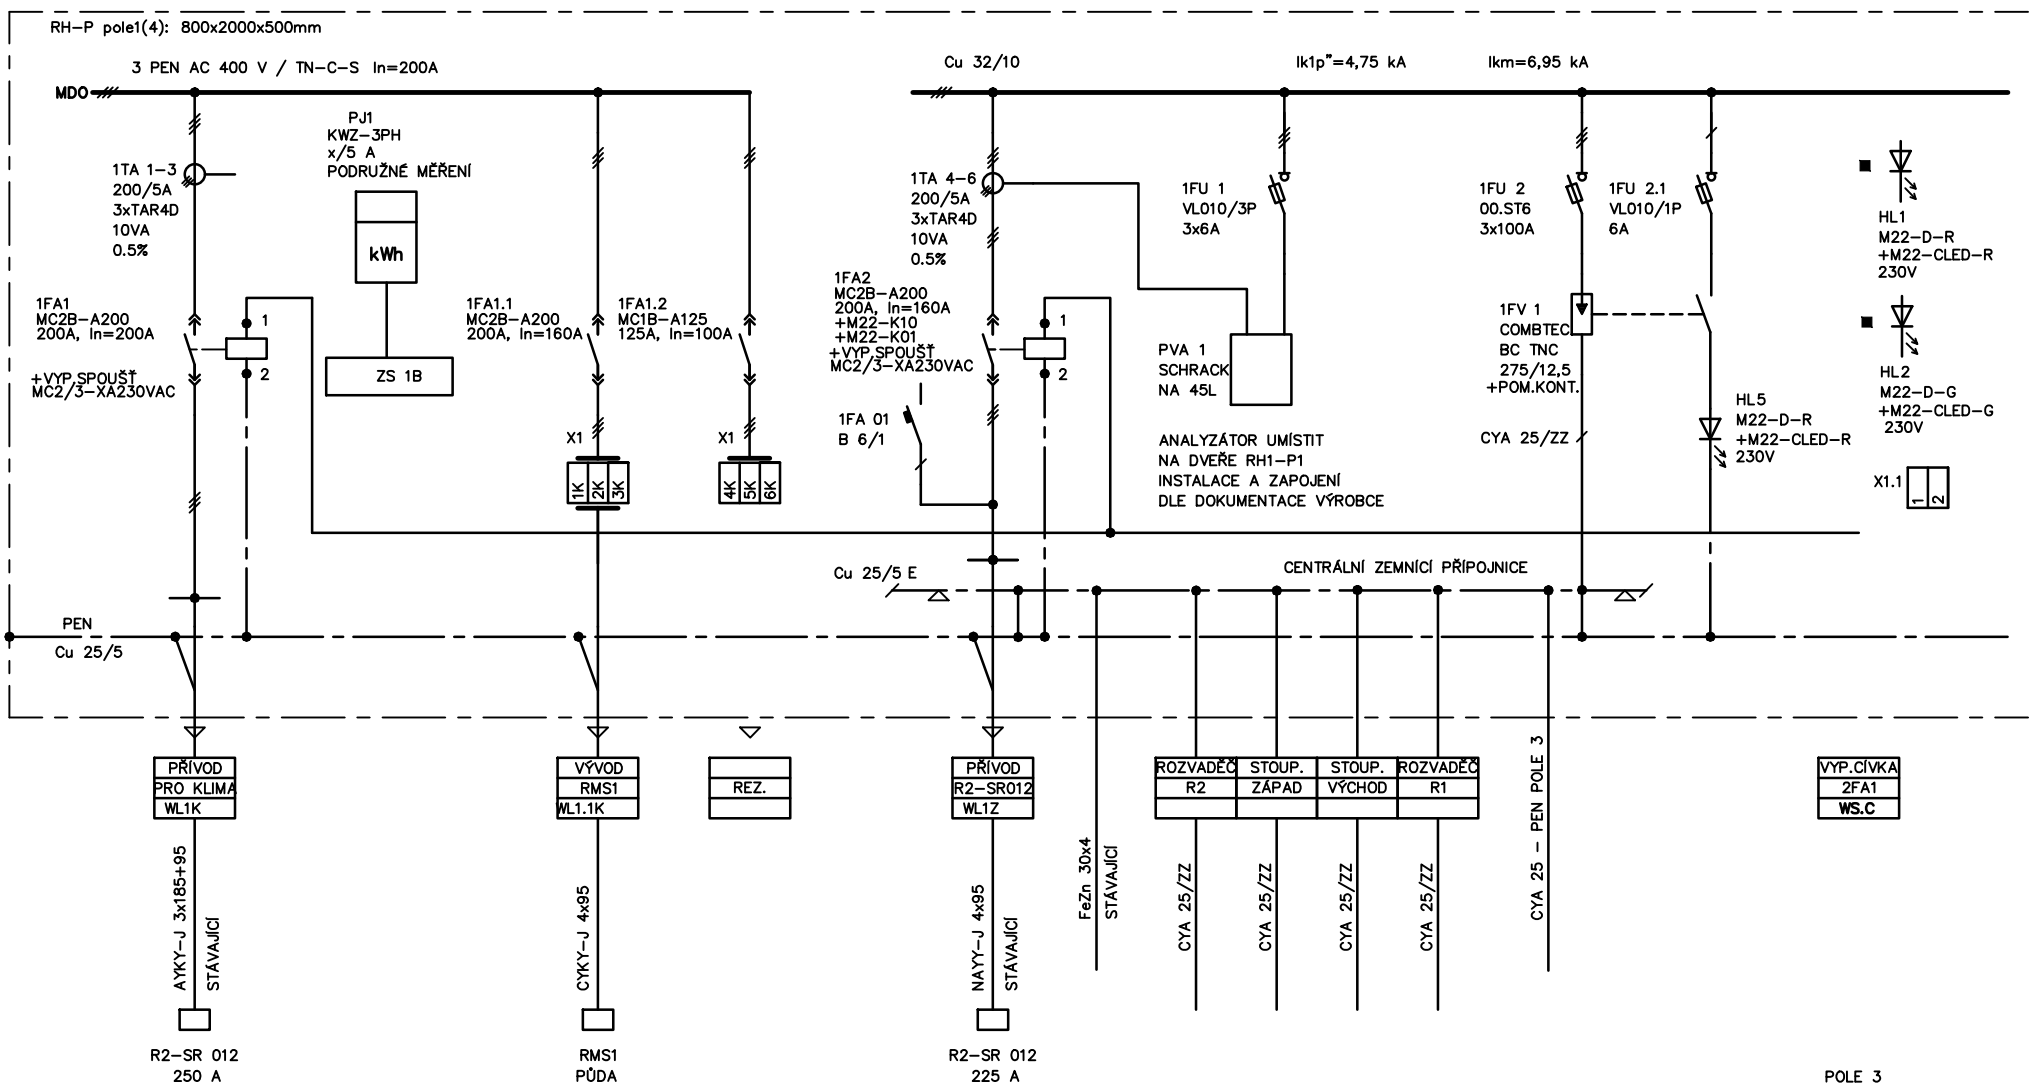 RH-P pole1(4): 800x2000x500mm
3 PEN AC 400 V / TN-C-S In=200A
Cu 32/10
Ik1p"=4,75 kA
Ikm=6,95 kA
MDO
PJ1
KWZ-3PH
x/5 A
PODRUŽNÉ MĚŘENÍ
kWh
ZS 1B
1TA 1-3
200/5A
3xTAR4D
10VA
0.5%
1FA1
MC2B-A200
200A, In=200A
+VYP.SPOUŠŤ
MC2/3-XA230VAC
1
2
1FA1.1
MC2B-A200
200A, In=160A
1FA1.2
MC1B-A125
125A, In=100A
X1
1K
2K
3K
X1
4K
5K
6K
1TA 4-6
200/5A
3xTAR4D
10VA
0.5%
1FA2
MC2B-A200
200A, In=160A
+M22-K10
+M22-K01
+VYP.SPOUŠŤ
MC2/3-XA230VAC
1
2
1FA 01
B 6/1
1FU 1
VL010/3P
3x6A
PVA 1
SCHRACK
NA 45L
ANALYZÁTOR UMÍSTIT
NA DVEŘE RH1-P1
INSTALACE A ZAPOJENÍ
DLE DOKUMENTACE VÝROBCE
1FU 2
00.ST6
3x100A
1FU 2.1
VL010/1P
6A
1FV 1
COMBTEC
BC TNC
275/12,5
+POM.KONT.
CYA 25/ZZ
HL5
M22-D-R
+M22-CLED-R
230V
HL1
M22-D-R
+M22-CLED-R
230V
HL2
M22-D-G
+M22-CLED-G
230V
X1.1
1
2
Cu 25/5 E
CENTRÁLNÍ ZEMNÍCÍ PŘÍPOJNICE
PEN
Cu 25/5
PŘÍVOD
PRO KLIMA
WL1K
AYKY-J 3x185+95
STÁVAJÍCÍ
R2-SR 012
250 A
VÝVOD
RMS1
WL1.1K
CYKY-J 4x95
RMS1
PŮDA
REZ.
PŘÍVOD
R2-SR012
WL1Z
NAYY-J 4x95
STÁVAJÍCÍ
R2-SR 012
225 A
FeZn 30x4
STÁVAJÍCÍ
ROZVADĚČ
R2
CYA 25/ZZ
STOUP.
ZÁPAD
CYA 25/ZZ
STOUP.
VÝCHOD
CYA 25/ZZ
ROZVADĚČ
R1
CYA 25/ZZ
CYA 25 - PEN POLE 3
VYP.CÍVKA
2FA1
WS.C
POLE 3